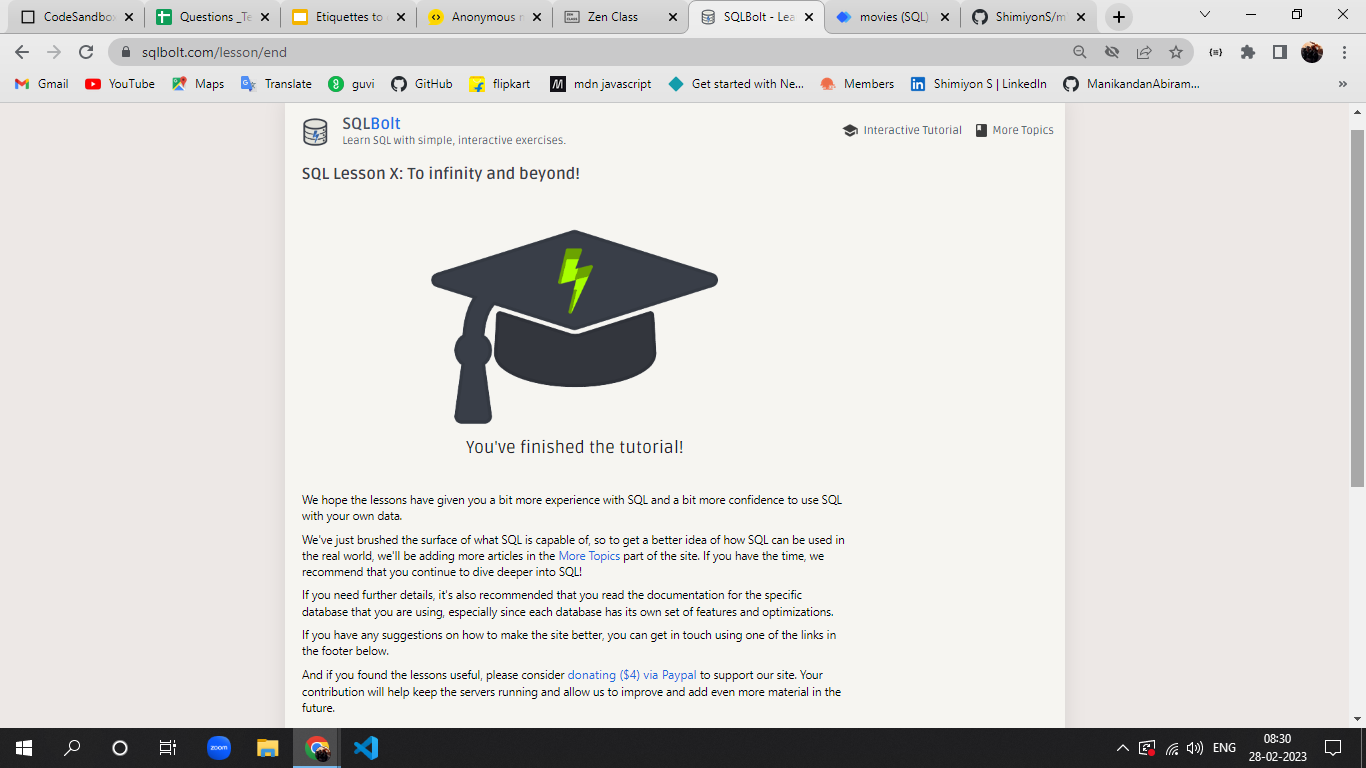 CodeSandbo
Questions _Te
Etiquettes to
Anonymous
Zen Class
SQLBolt - Lea
movies (SQL)
ShimiyonS/m
sqlbolt.com/lesson/end
Gmail
YouTube
Maps
Translate
guvi
GitHub
flipkart
mdn javascript
Get started with Ne...
Members
Shimiyon S | LinkedIn
ManikandanAbiram...
»
SQLBolt
Learn SQL with simple, interactive exercises.
Interactive Tutorial
More Topics
SQL Lesson X: To infinity and beyond!
You've finished the tutorial!
We hope the lessons have given you a bit more experience with SQL and a bit more confidence to use SQL
with your own data.
We've just brushed the surface of what SQL is capable of, so to get a better idea of how SQL can be used in
the real world, we'll be adding more articles in the More Topics part of the site. If you have the time, we
recommend that you continue to dive deeper into SQL!
If you need further details, it's also recommended that you read the documentation for the specific
database that you are using, especially since each database has its own set of features and optimizations.
If you have any suggestions on how to make the site better, you can get in touch using one of the links in
the footer below.
And if you found the lessons useful, please consider donating ($4) via Paypal to support our site. Your
contribution will help keep the servers running and allow us to improve and add even more material in the
future.
zoom
ENG
08:30
28-02-2023